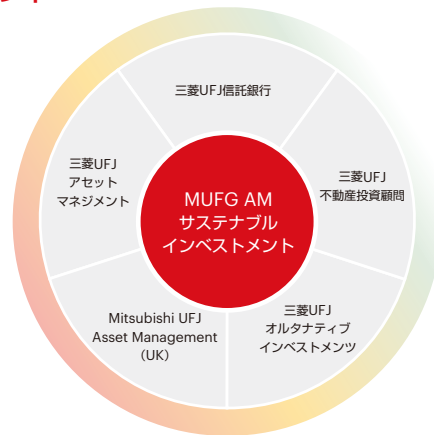 三菱UFJ信託銀行
三菱UFJ
アセット
マネジメント
三菱UFJ
不動産投資顧問
MUFG AM
サステナブル
インベストメント
Mitsubishi UFJ
Asset Management
（UK）
三菱UFJ
オルタナティブ
インベストメンツ